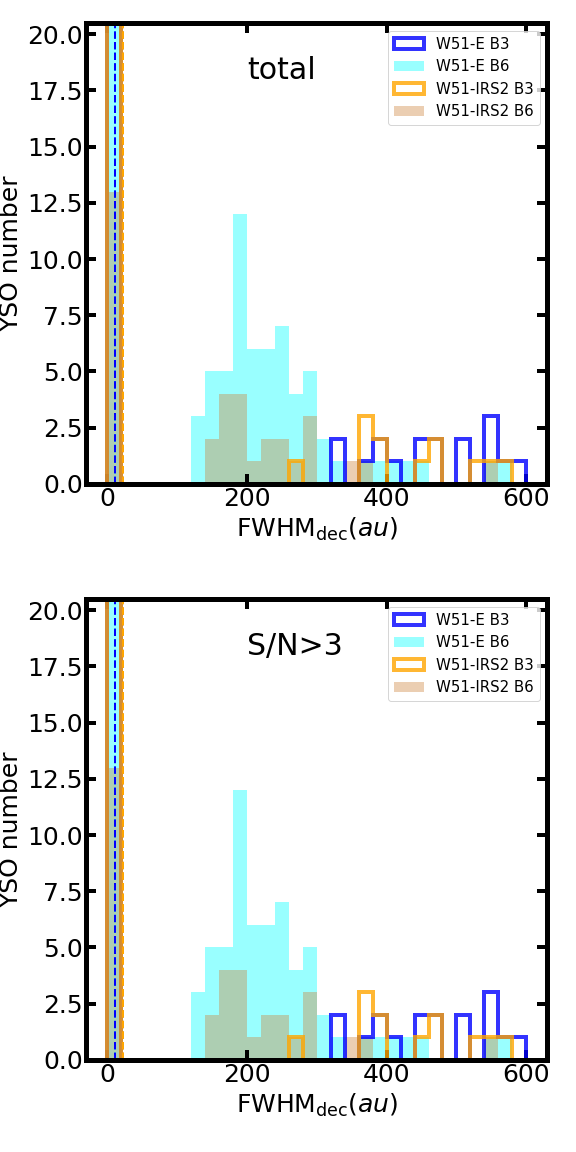 20.0
17.5
15.0
12.5
10.0
7.5
5.0
2.5
0.0
YSO number
total
W51-E B3
W51-E B6
W51-IRS2 B3
W51-IRS2 B6
0 200 400 600
FWHM_dec(au)
20.0
17.5
15.0
12.5
10.0
7.5
5.0
2.5
0.0
YSO number
S/N>3
W51-E B3
W51-E B6
W51-IRS2 B3
W51-IRS2 B6
0 200 400 600
FWHM_dec(au)